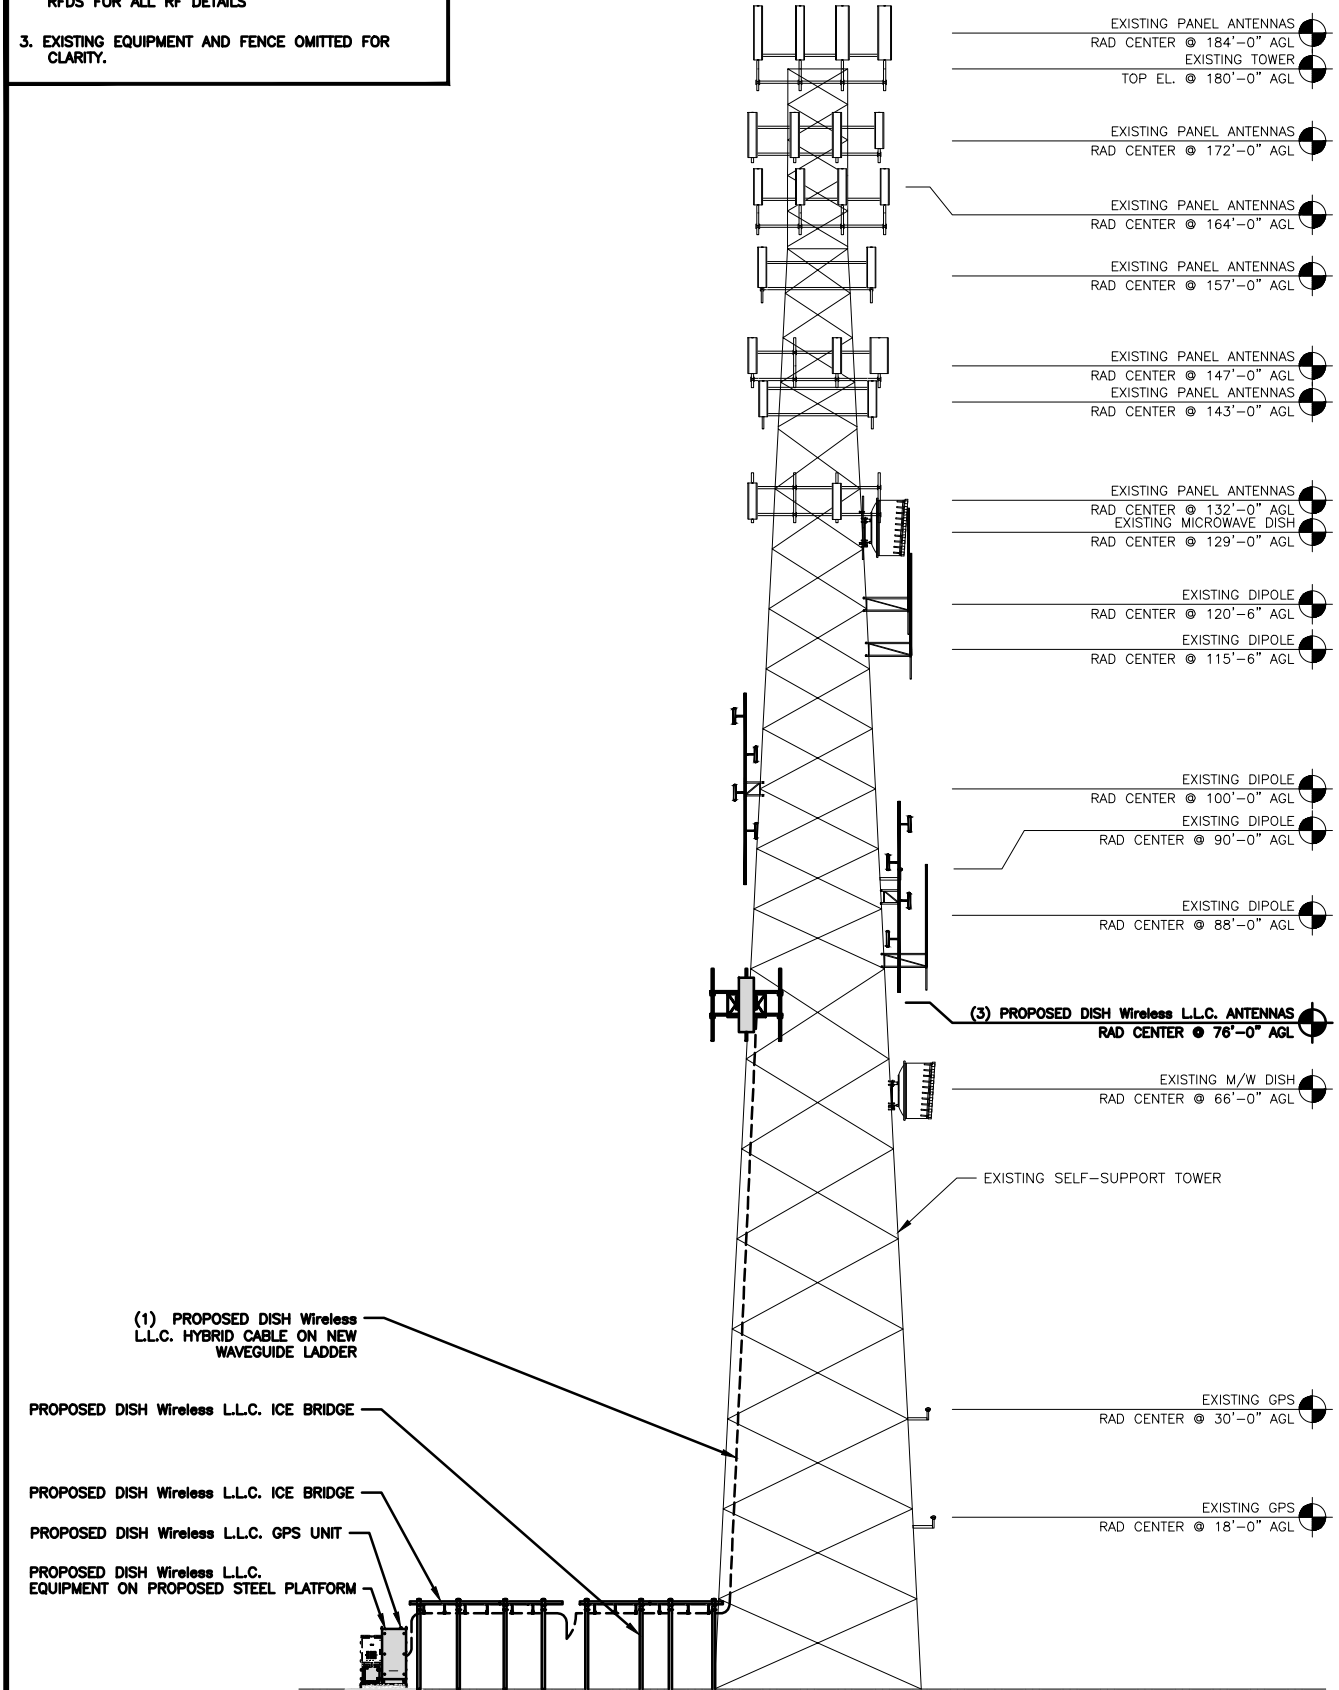 RFDS FOR ALL RF DETAILS
3. EXISTING EQUIPMENT AND FENCE OMITTED FOR
CLARITY.
EXISTING PANEL ANTENNAS
RAD CENTER @ 184'-0" AGL
EXISTING TOWER
TOP EL. @ 180'-0" AGL
EXISTING PANEL ANTENNAS
RAD CENTER @ 172'-0" AGL
EXISTING PANEL ANTENNAS
RAD CENTER @ 164'-0" AGL
EXISTING PANEL ANTENNAS
RAD CENTER @ 157'-0" AGL
EXISTING PANEL ANTENNAS
RAD CENTER @ 147'-0" AGL
EXISTING PANEL ANTENNAS
RAD CENTER @ 143'-0" AGL
EXISTING PANEL ANTENNAS
RAD CENTER @ 132'-0" AGL
EXISTING MICROWAVE DISH
RAD CENTER @ 129'-0" AGL
EXISTING DIPOLE
RAD CENTER @ 120'-6" AGL
EXISTING DIPOLE
RAD CENTER @ 115'-6" AGL
EXISTING DIPOLE
RAD CENTER @ 100'-0" AGL
EXISTING DIPOLE
RAD CENTER @ 90'-0" AGL
EXISTING DIPOLE
RAD CENTER @ 88'-0" AGL
(3) PROPOSED DISH Wireless L.L.C. ANTENNAS
RAD CENTER @ 76'-0" AGL
EXISTING M/W DISH
RAD CENTER @ 66'-0" AGL
EXISTING SELF-SUPPORT TOWER
(1) PROPOSED DISH Wireless
L.L.C. HYBRID CABLE ON NEW
WAVEGUIDE LADDER
PROPOSED DISH Wireless L.L.C. ICE BRIDGE
EXISTING GPS
RAD CENTER @ 30'-0" AGL
PROPOSED DISH Wireless L.L.C. ICE BRIDGE
PROPOSED DISH Wireless L.L.C. GPS UNIT
EXISTING GPS
RAD CENTER @ 18'-0" AGL
PROPOSED DISH Wireless L.L.C.
EQUIPMENT ON PROPOSED STEEL PLATFORM